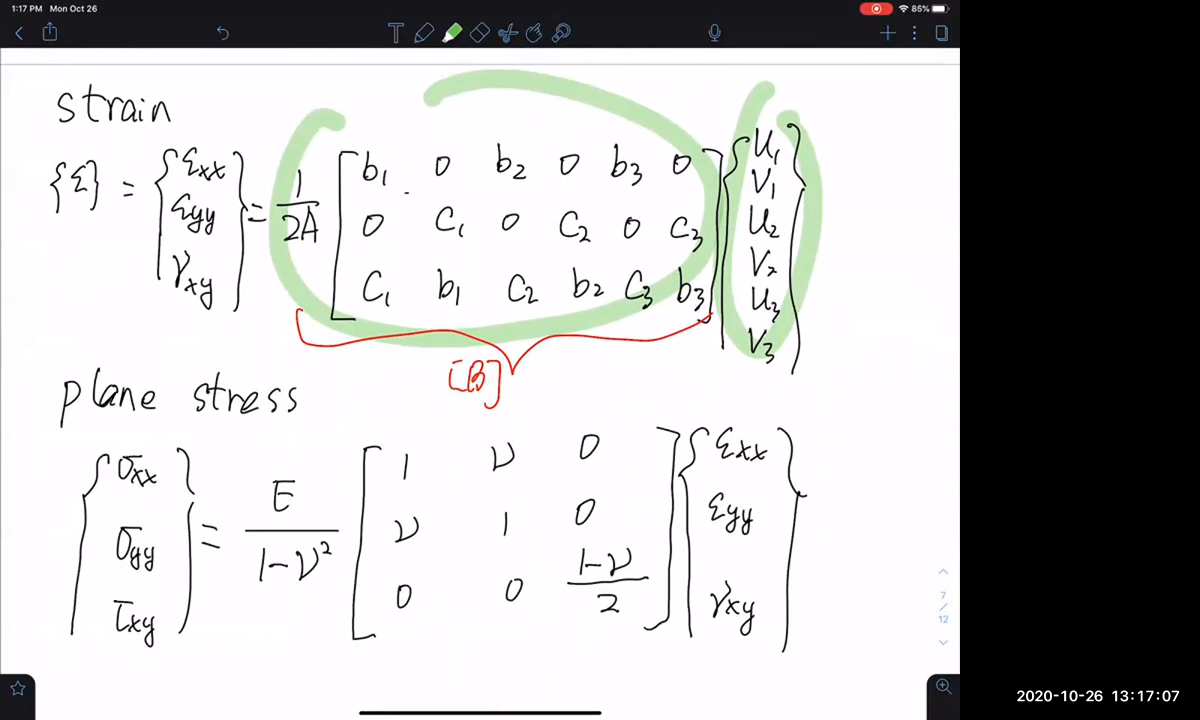 1:17 PM Mon Oct 26
85%
strain
{Σ} = {εxx εyy γxy} = 1/2A [b1 0 b2 0 b3 0
0 C1 0 C2 0 C3
C1 b1 C2 b2 C3 b3] {U1 V1 U2 V2 U3 V3}
[B]
plane stress
{σxx σyy τxy} = E/1-ν² [1 ν 0
ν 1 0
0 0 1-ν/2] {εxx εyy γxy}
7
/
12
2020-10-26 13:17:07